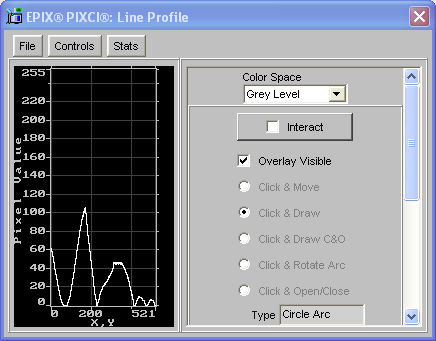 EPIX® PIXCI®: Line Profile
File Controls Stats
255
220
200
180
160
140
120
100
80
60
40
20
0
Pixel Value
0 200 521
X,Y
Color Space
Grey Level
Interact
Overlay Visible
Click & Move
Click & Draw
Click & Draw C&O
Click & Rotate Arc
Click & Open/Close
Type Circle Arc